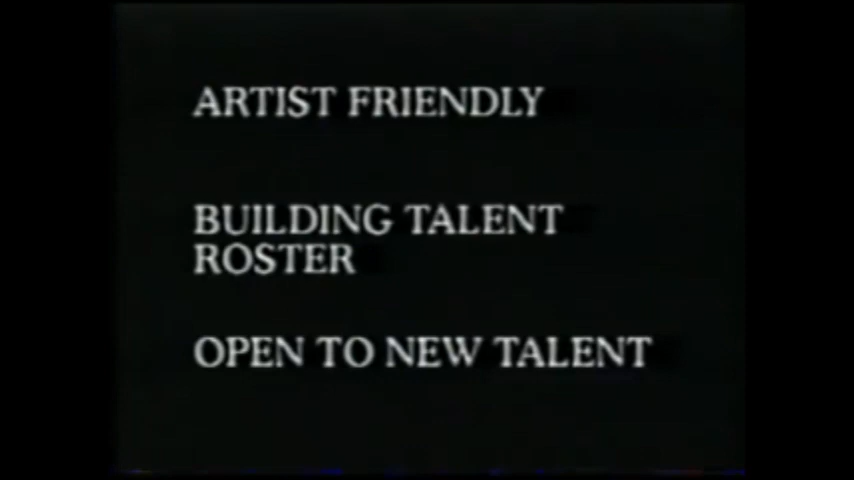 ARTIST FRIENDLY
BUILDING TALENT
ROSTER
OPEN TO NEW TALENT